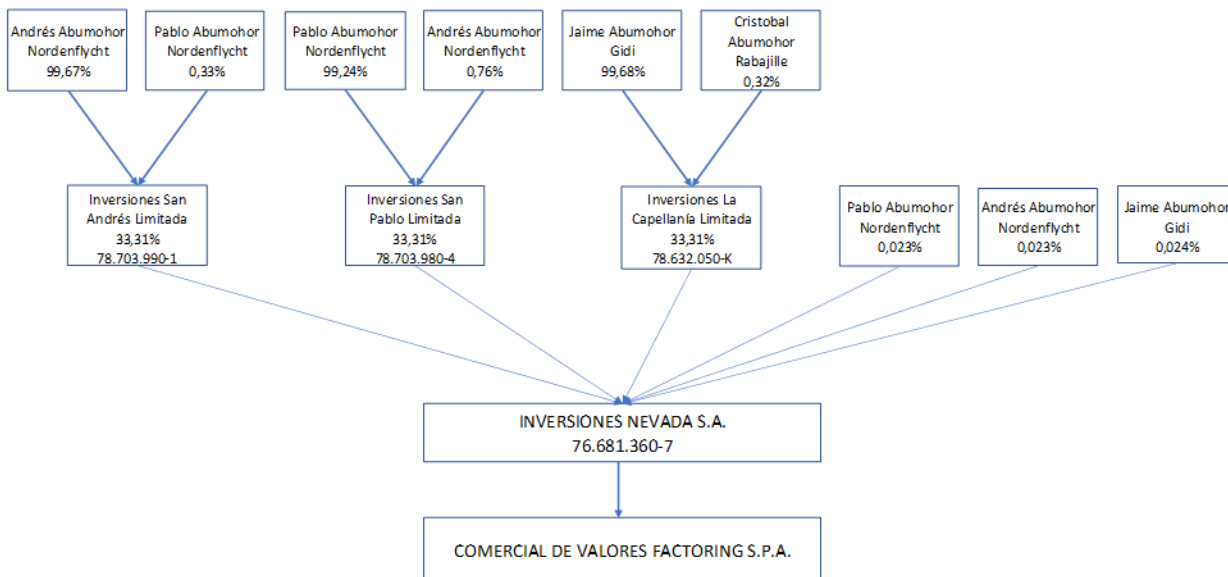 Andrés Abumohor
Nordenflycht
99,67%
Pablo Abumohor
Nordenflycht
0,33%
Pablo Abumohor
Nordenflycht
99,24%
Andrés Abumohor
Nordenflycht
0,76%
Jaime Abumohor
Gidi
99,68%
Cristobal
Abumohor
Rabajille
0,32%
Inversiones San
Andrés Limitada
33,31%
78.703.990-1
Inversiones San
Pablo Limitada
33,31%
78.703.980-4
Inversiones La
Capellanía Limitada
33,31%
78.632.050-K
Pablo Abumohor
Nordenflycht
0,023%
Andrés Abumohor
Nordenflycht
0,023%
Jaime Abumohor
Gidi
0,024%
INVERSIONES NEVADA S.A.
76.681.360-7
COMERCIAL DE VALORES FACTORING S.P.A.